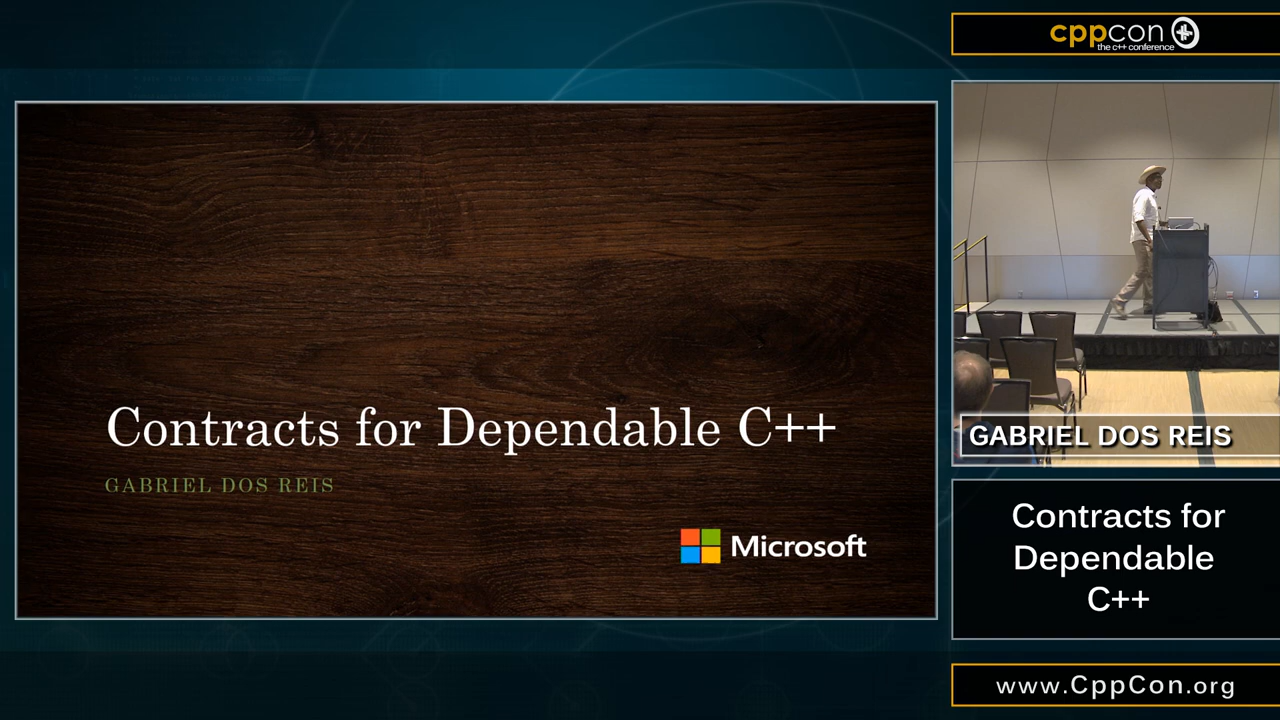 cppcon
the c++ conference
Contracts for Dependable C++
GABRIEL DOS REIS
Microsoft
GABRIEL DOS REIS
Contracts for
Dependable
C++
www.CppCon.org